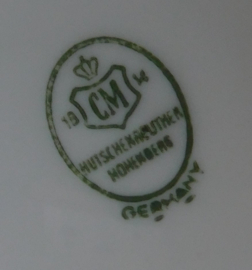 19 14
CM
HUTSCHENREUTHER
HOHENBERG
GERMANY